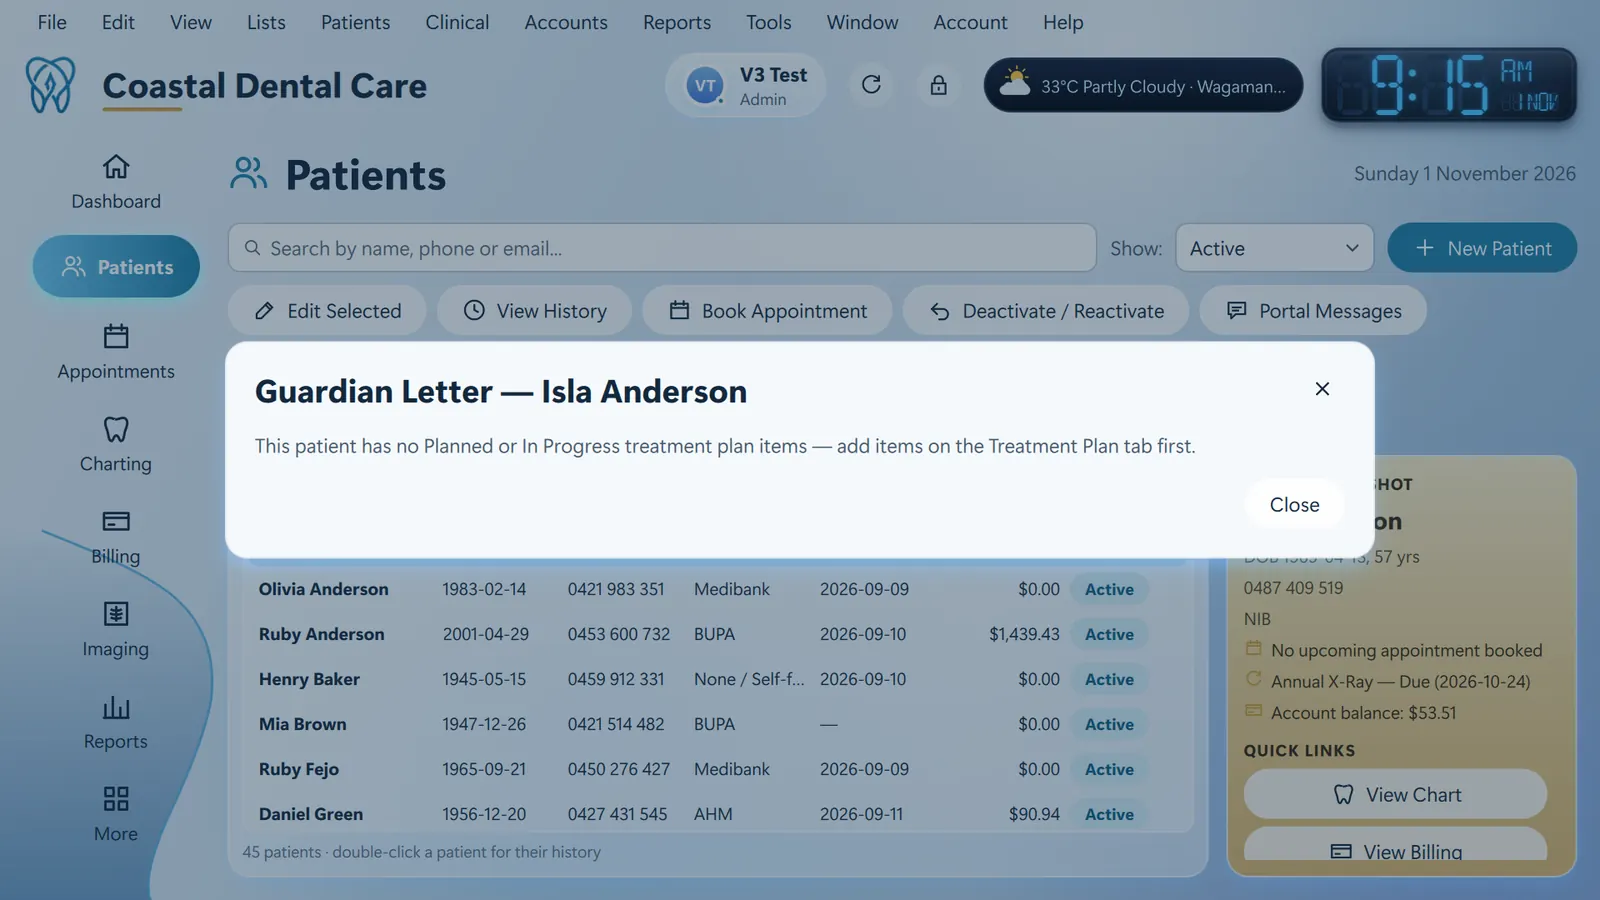 File Edit View Lists Patients Clinical Accounts Reports Tools Window Account Help
Coastal Dental Care
VT
V3 Test
Admin
33°C Partly Cloudy · Wagaman...
9:15 AM
1 NOV
Dashboard
Patients
Appointments
Charting
Billing
Imaging
Reports
More
Patients
Sunday 1 November 2026
Search by name, phone or email...
Show:
Active
New Patient
Edit Selected
View History
Book Appointment
Deactivate / Reactivate
Portal Messages
Guardian Letter — Isla Anderson
This patient has no Planned or In Progress treatment plan items — add items on the Treatment Plan tab first.
Close
Olivia Anderson 1983-02-14 0421 983 351 Medibank 2026-09-09 $0.00 Active
Ruby Anderson 2001-04-29 0453 600 732 BUPA 2026-09-10 $1,439.43 Active
Henry Baker 1945-05-15 0459 912 331 None / Self-f... 2026-09-10 $0.00 Active
Mia Brown 1947-12-26 0421 514 482 BUPA — $0.00 Active
Ruby Fejo 1965-09-21 0450 276 427 Medibank 2026-09-09 $0.00 Active
Daniel Green 1956-12-20 0427 431 545 AHM 2026-09-11 $90.94 Active
45 patients · double-click a patient for their history
HOT
on
57 yrs
0487 409 519
NIB
No upcoming appointment booked
Annual X-Ray — Due (2026-10-24)
Account balance: $53.51
QUICK LINKS
View Chart
View Billing